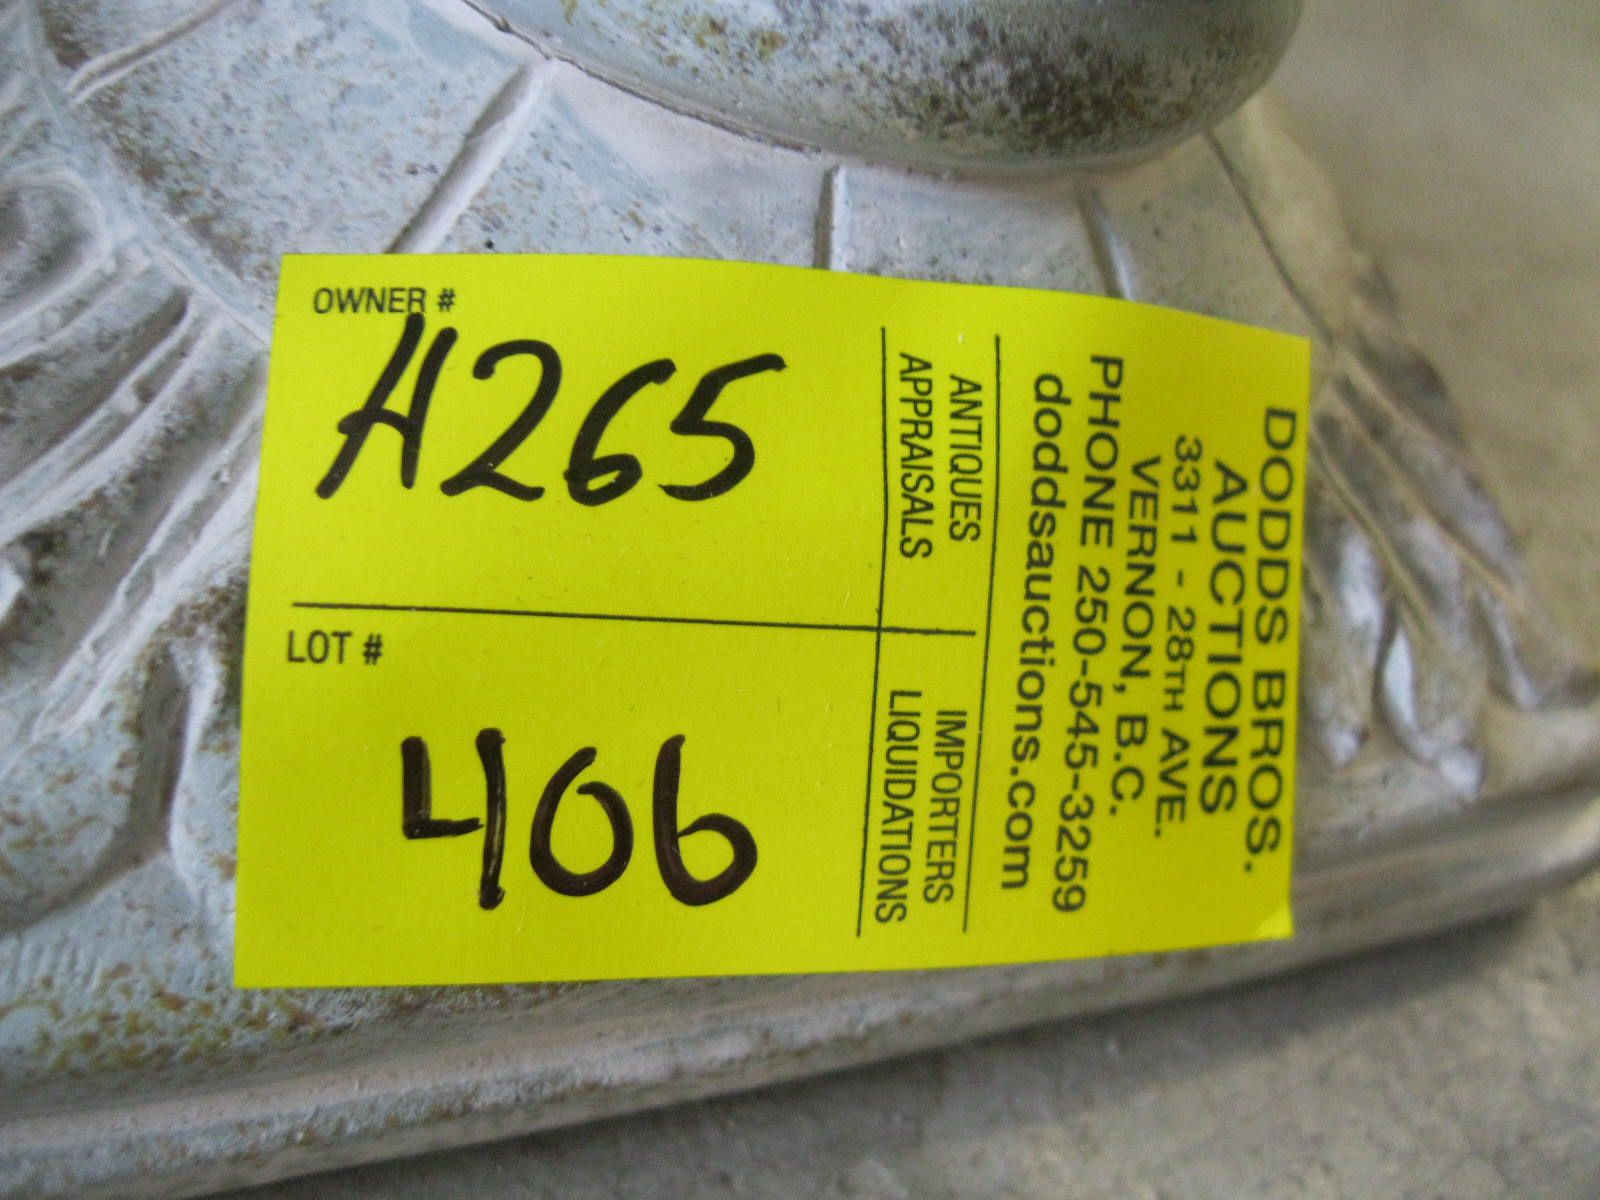 OWNER #
A265
LOT #
406
ANTIQUES
APPRAISALS
IMPORTERS
LIQUIDATIONS
DODDS BROS.
AUCTIONS
3311 - 28TH AVE.
VERNON, B.C.
PHONE 250-545-3259
doddsauctions.com